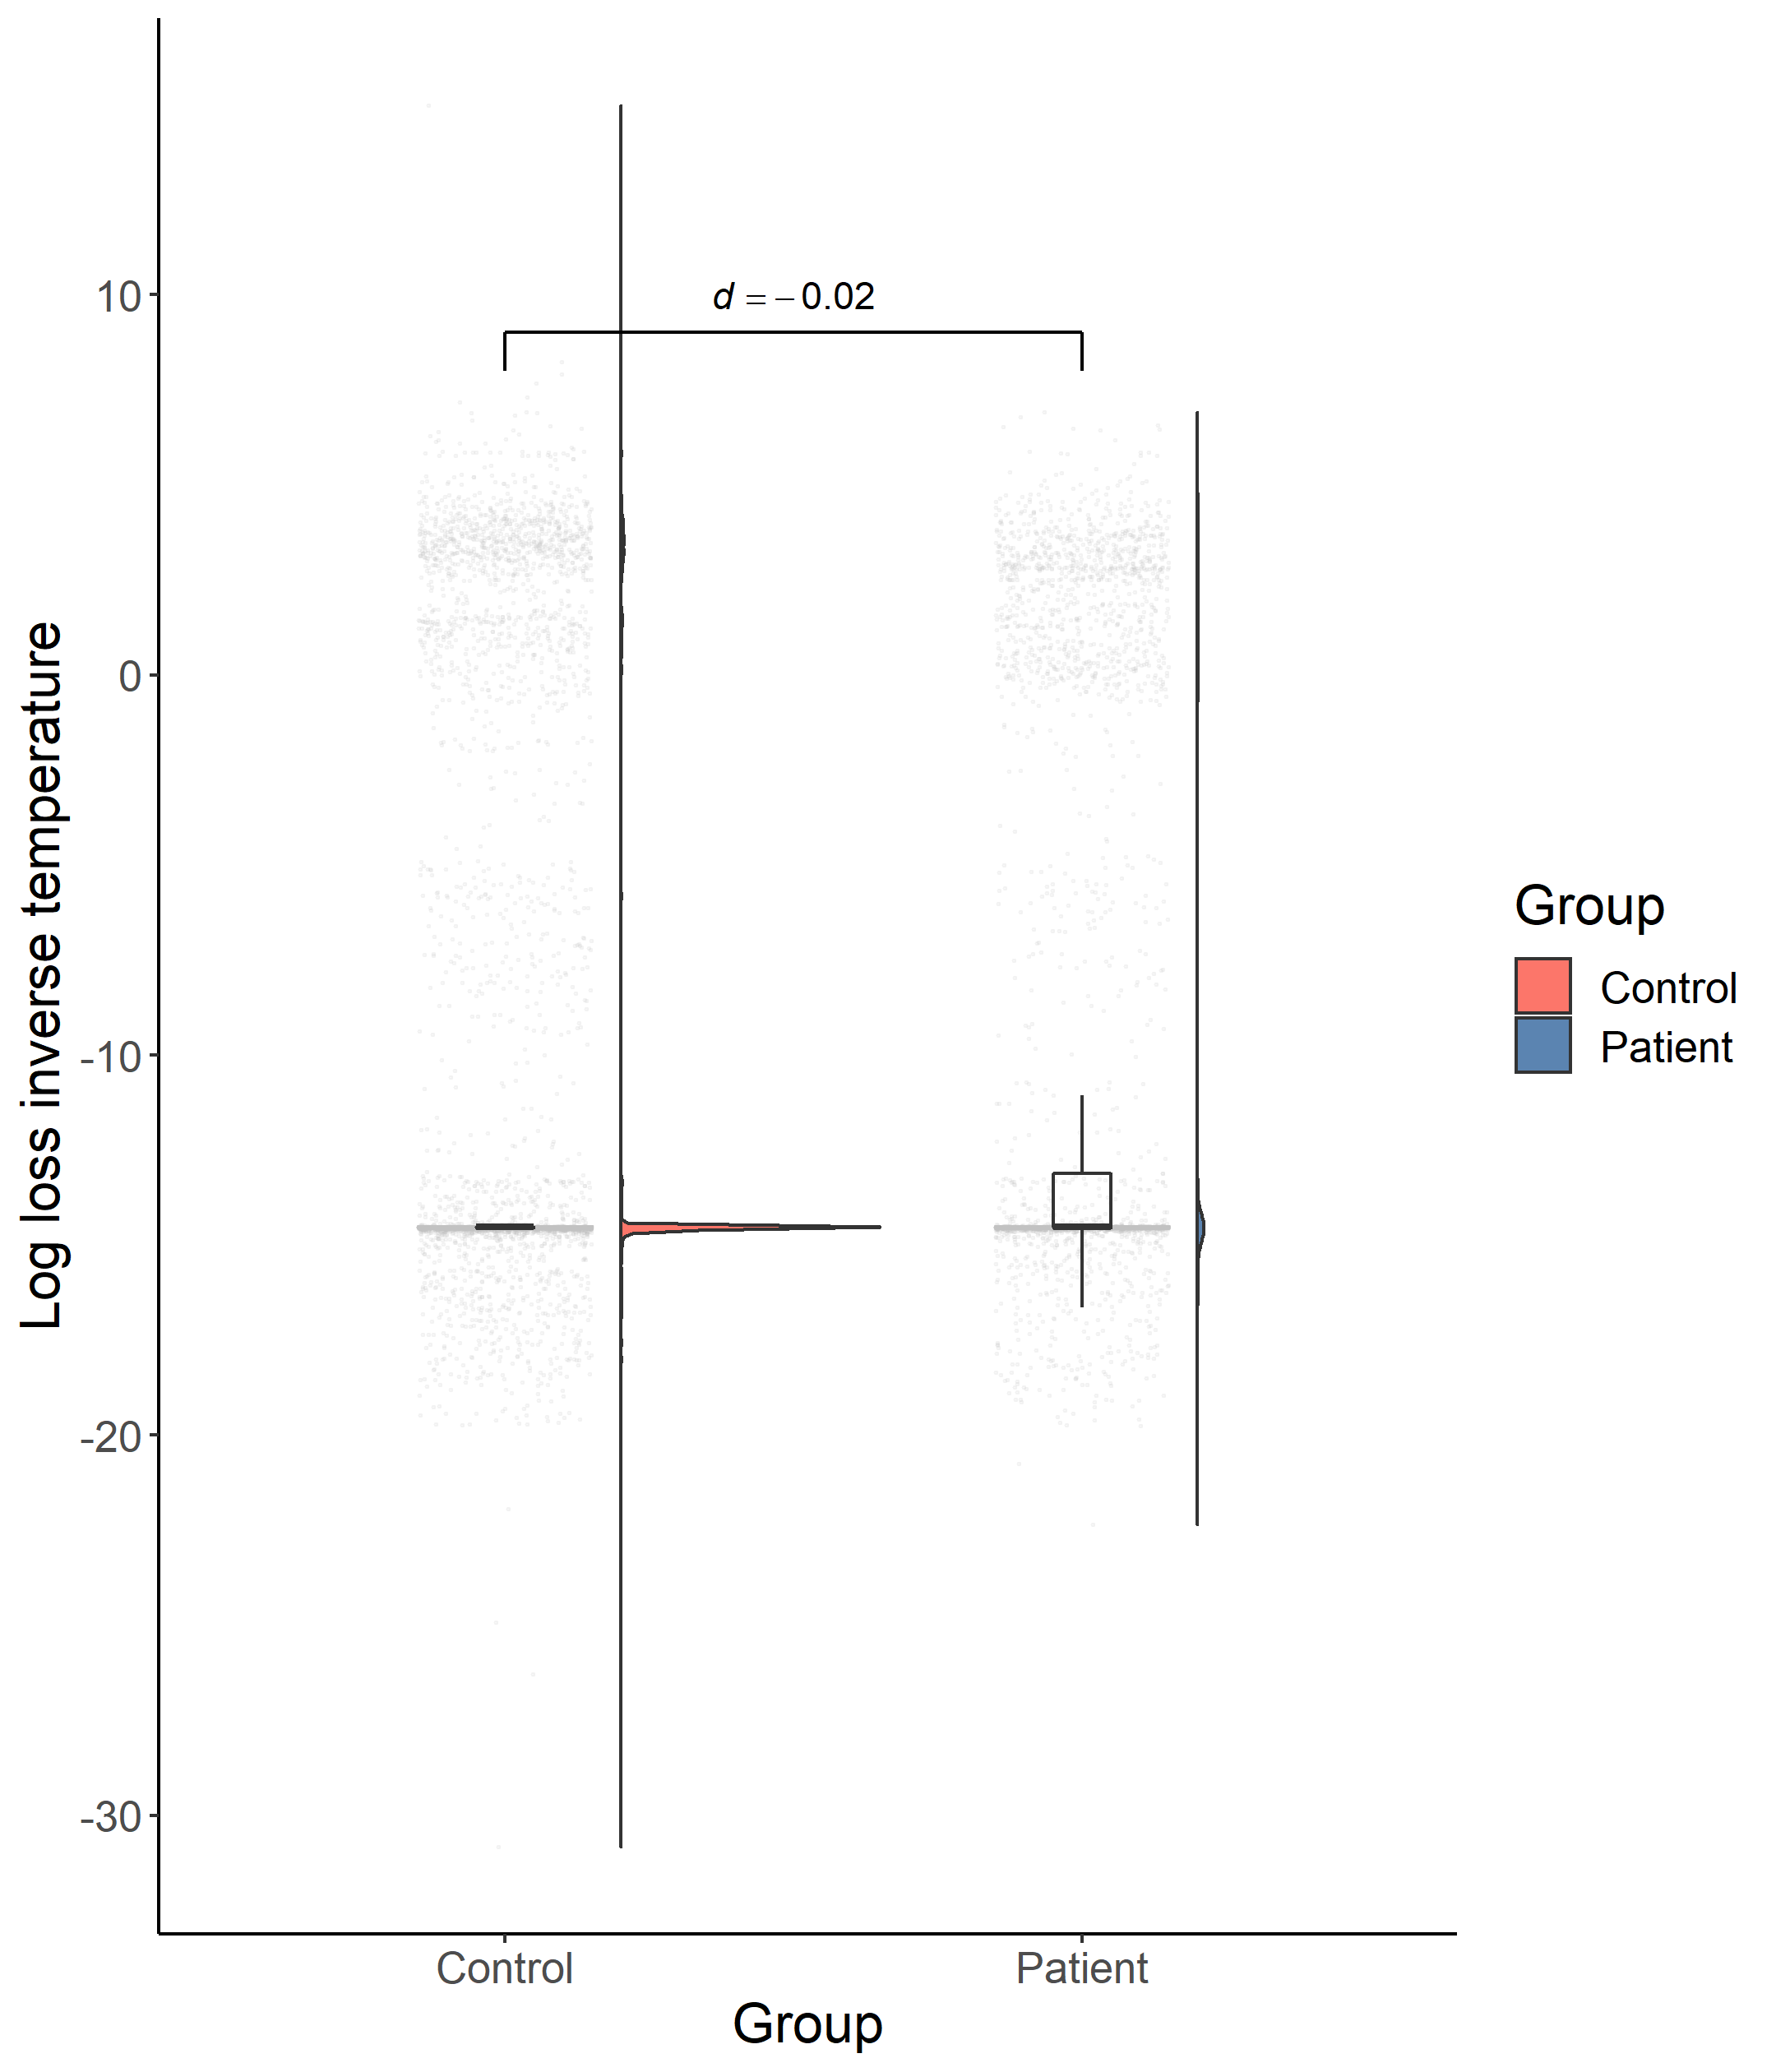 Log loss inverse temperature
10
0
-10
-20
-30
d = − 0.02
Control
Patient
Group
Group
Control
Patient